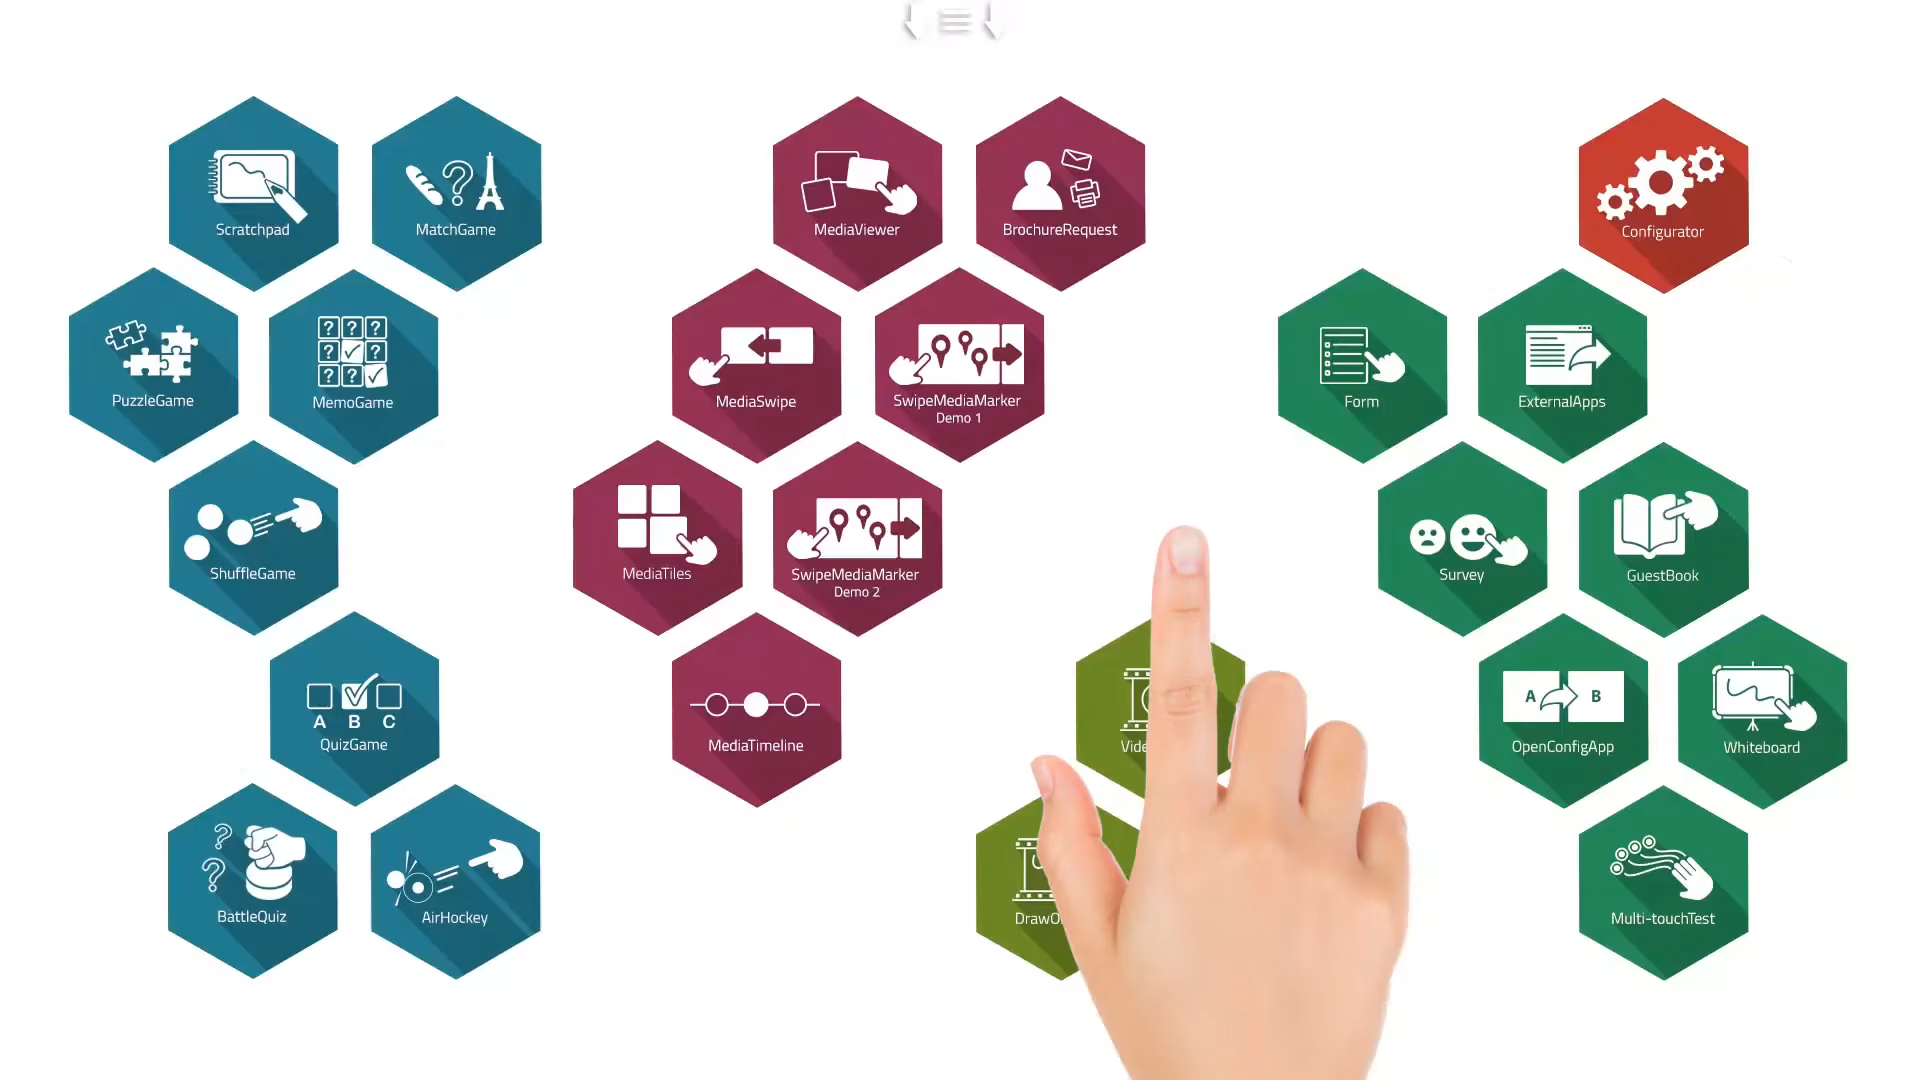 Scratchpad
MatchGame
MediaViewer
BrochureRequest
Configurator
PuzzleGame
MemoGame
MediaSwipe
SwipeMediaMarker
Demo 1
Form
ExternalApps
ShuffleGame
MediaTiles
SwipeMediaMarker
Demo 2
Survey
GuestBook
A B C
QuizGame
MediaTimeline
A B
OpenConfigApp
Whiteboard
BattleQuiz
AirHockey
Multi-touchTest